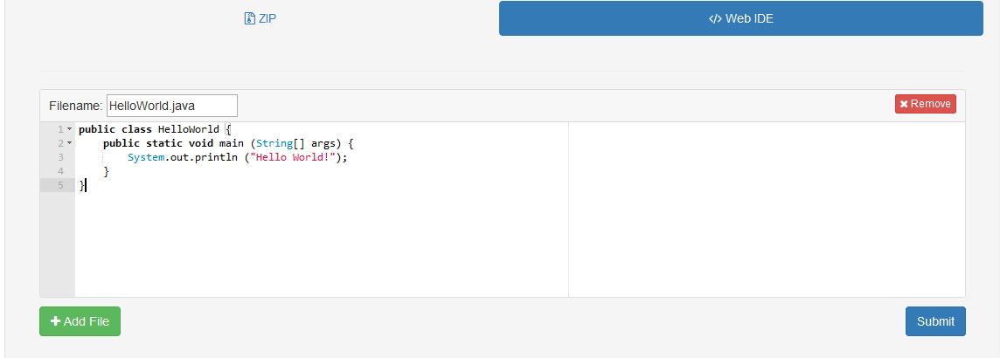 ZIP
</> Web IDE
Filename: HelloWorld.java
Remove
1 public class HelloWorld {
2 public static void main (String[] args) {
3 System.out.println ("Hello World!");
4 }
5 }
Add File
Submit